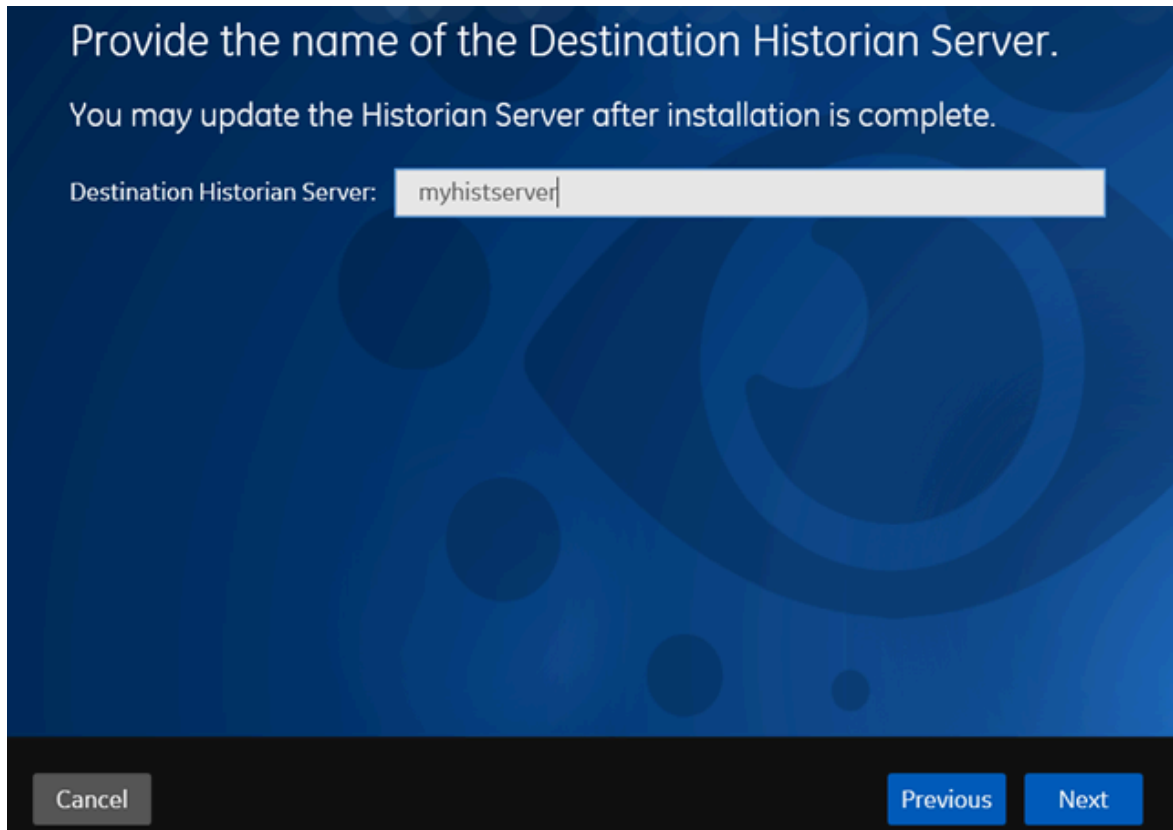 Provide the name of the Destination Historian Server.
You may update the Historian Server after installation is complete.
Destination Historian Server: myhistserver
Cancel Previous Next